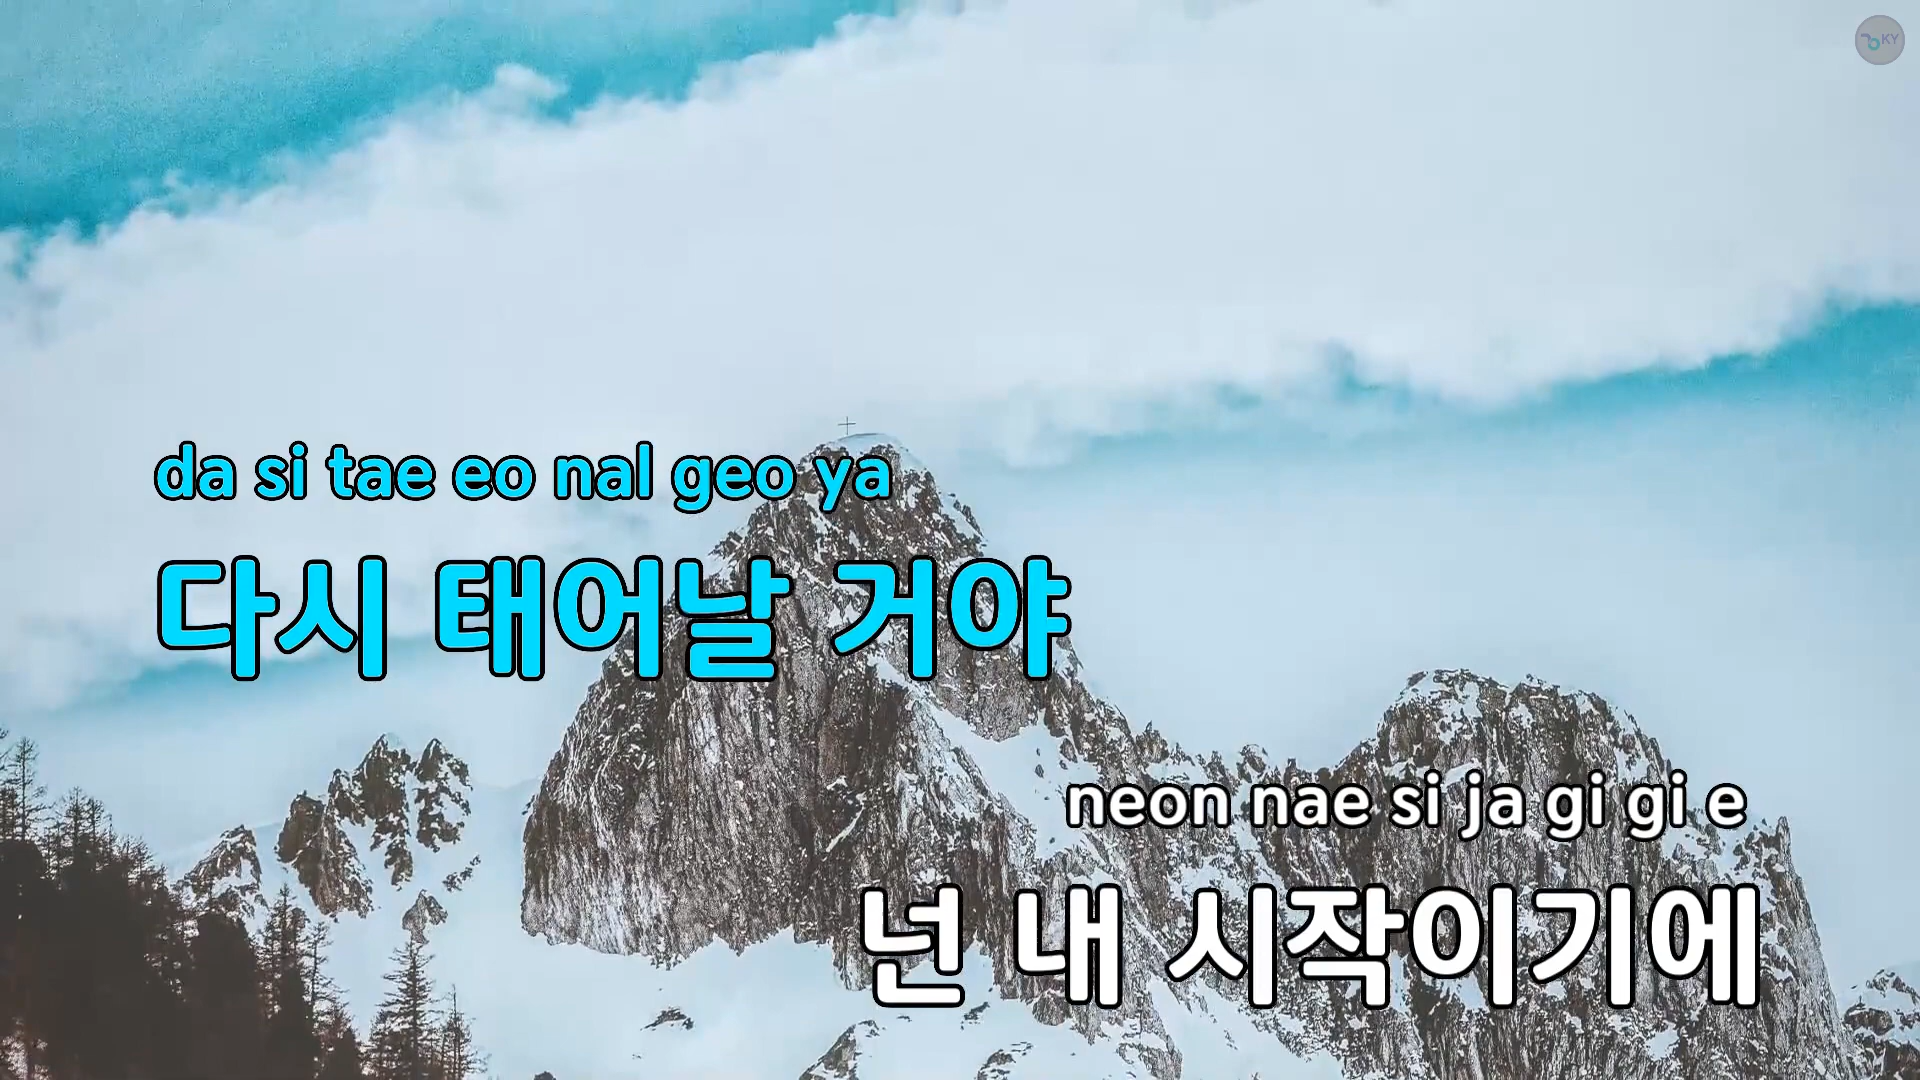 KY
da si tae eo nal geo ya
다시 태어날 거야
neon nae si ja gi gi e
넌 내 시작이기에